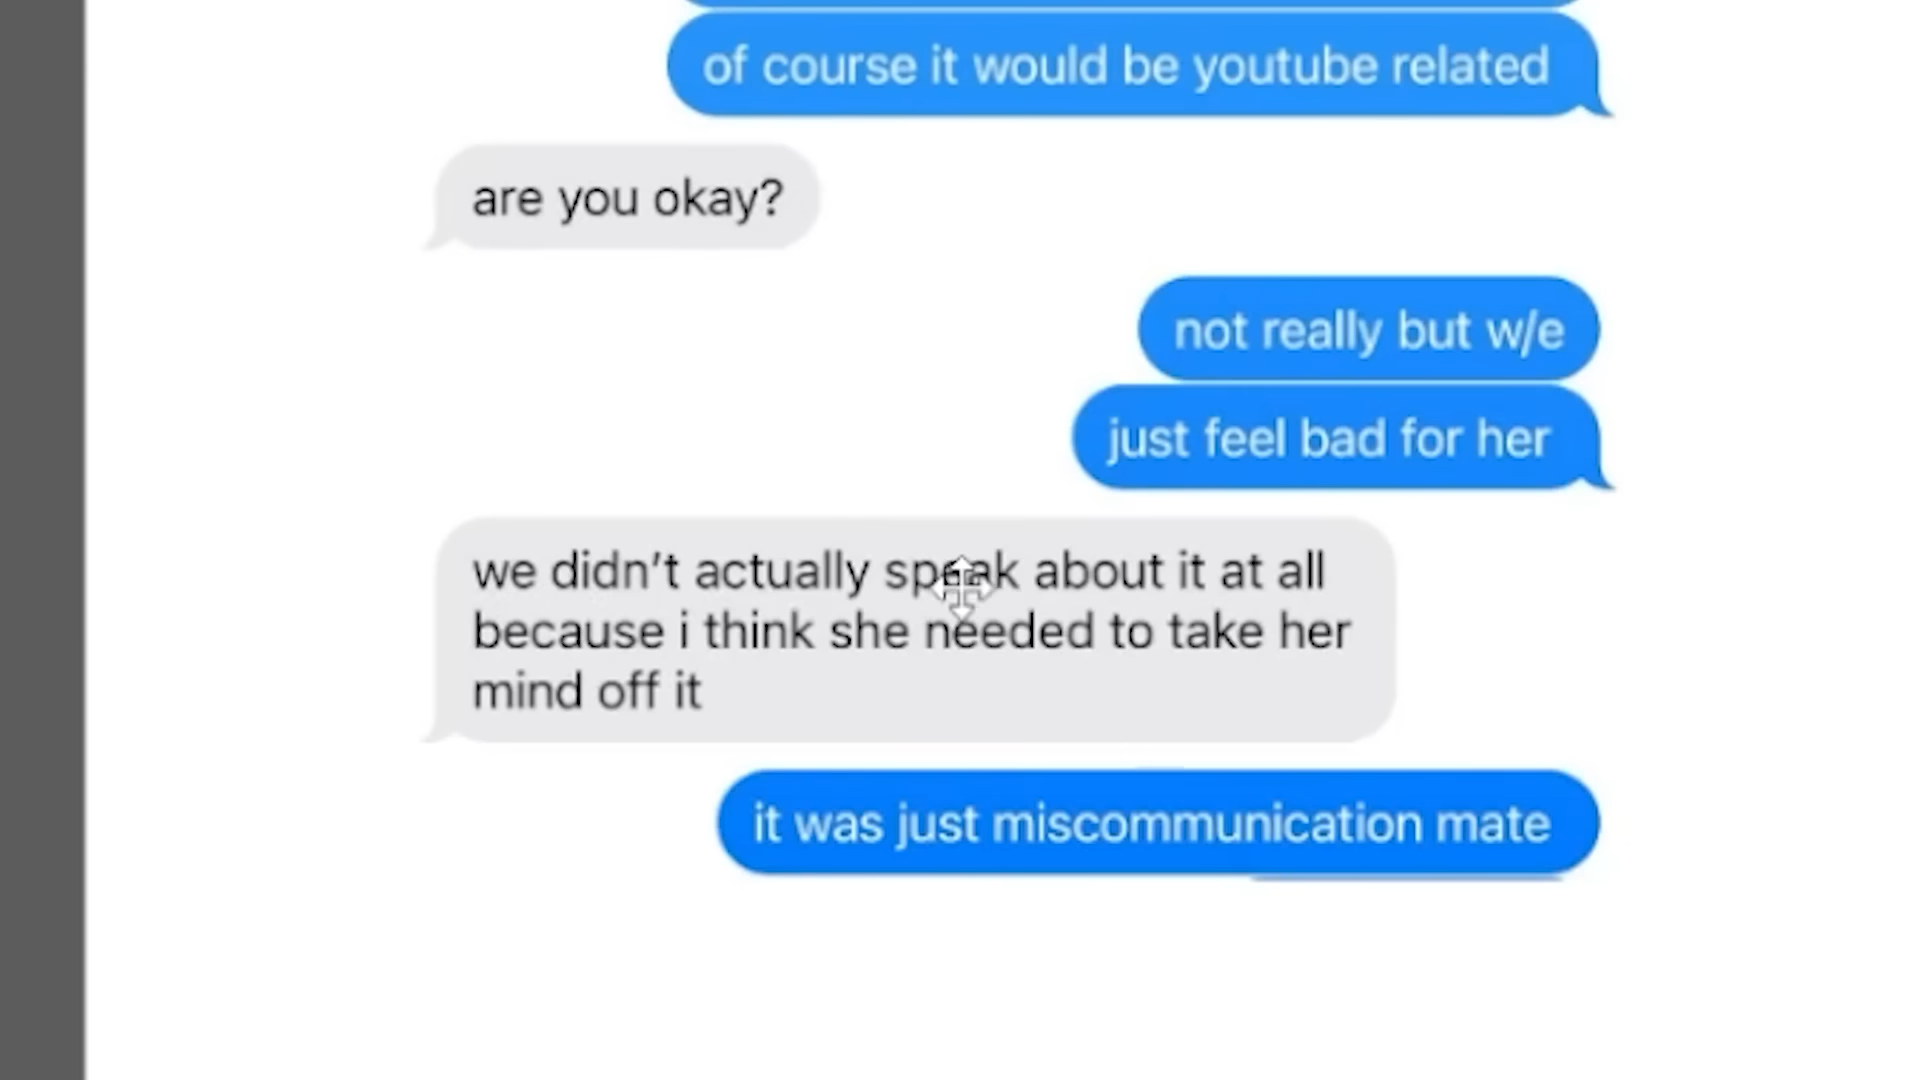 of course it would be youtube related
are you okay?
not really but w/e
just feel bad for her
we didn’t actually speak about it at all
because i think she needed to take her
mind off it
it was just miscommunication mate